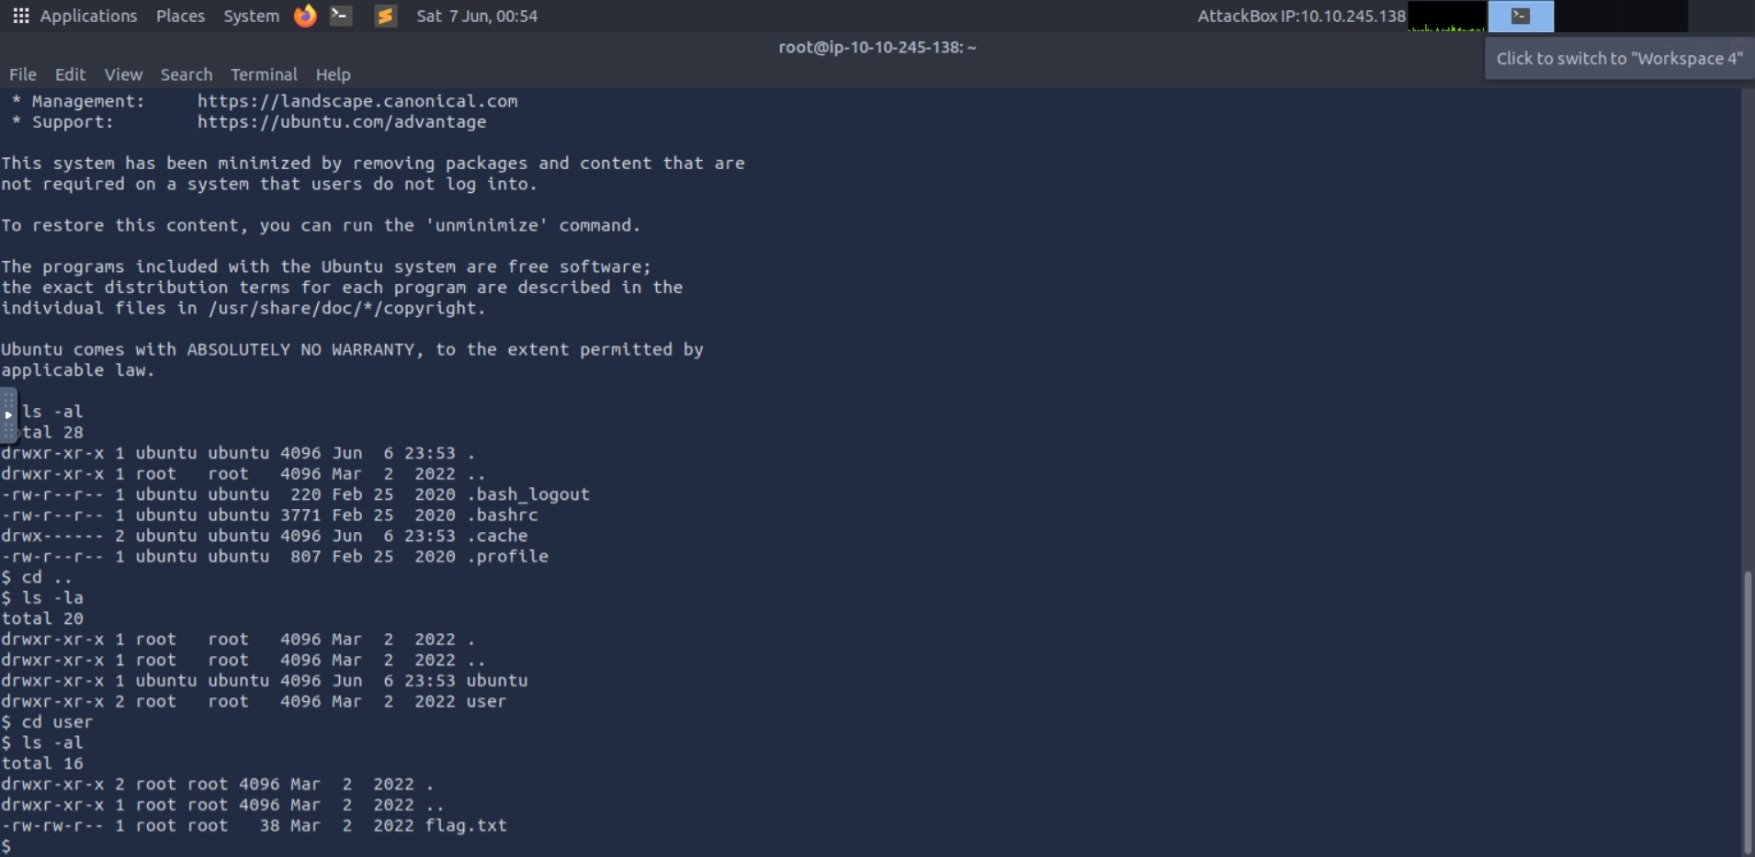 Applications Places System Sat 7 Jun, 00:54 AttackBox IP:10.10.245.138
root@ip-10-10-245-138: ~
Click to switch to "Workspace 4"
File Edit View Search Terminal Help
* Management: https://landscape.canonical.com
* Support: https://ubuntu.com/advantage
This system has been minimized by removing packages and content that are
not required on a system that users do not log into.
To restore this content, you can run the 'unminimize' command.
The programs included with the Ubuntu system are free software;
the exact distribution terms for each program are described in the
individual files in /usr/share/doc/*/copyright.
Ubuntu comes with ABSOLUTELY NO WARRANTY, to the extent permitted by
applicable law.
ls -al
tal 28
drwxr-xr-x 1 ubuntu ubuntu 4096 Jun  6 23:53 .
drwxr-xr-x 1 root   root   4096 Mar  2  2022 ..
-rw-r--r-- 1 ubuntu ubuntu  220 Feb 25  2020 .bash_logout
-rw-r--r-- 1 ubuntu ubuntu 3771 Feb 25  2020 .bashrc
drwx------ 2 ubuntu ubuntu 4096 Jun  6 23:53 .cache
-rw-r--r-- 1 ubuntu ubuntu  807 Feb 25  2020 .profile
$ cd ..
$ ls -la
total 20
drwxr-xr-x 1 root   root   4096 Mar  2  2022 .
drwxr-xr-x 1 root   root   4096 Mar  2  2022 ..
drwxr-xr-x 1 ubuntu ubuntu 4096 Jun  6 23:53 ubuntu
drwxr-xr-x 2 root   root   4096 Mar  2  2022 user
$ cd user
$ ls -al
total 16
drwxr-xr-x 2 root root 4096 Mar  2  2022 .
drwxr-xr-x 1 root root 4096 Mar  2  2022 ..
-rw-rw-r-- 1 root root   38 Mar  2  2022 flag.txt
$